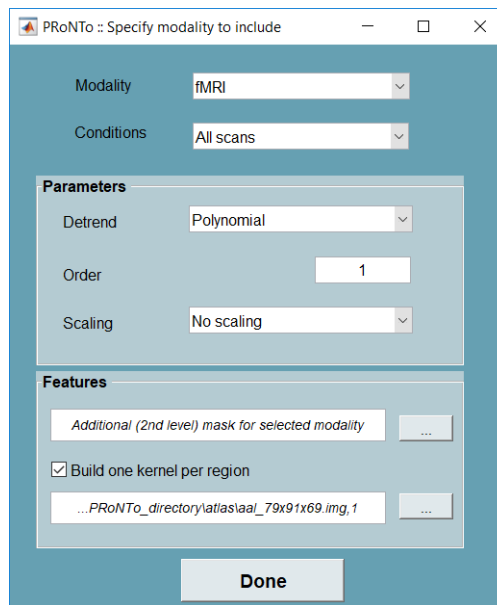 PRoNTo :: Specify modality to include
Modality fMRI
Conditions All scans
Parameters
Detrend Polynomial
Order 1
Scaling No scaling
Features
Additional (2nd level) mask for selected modality ...
Build one kernel per region
...PRoNTo_directory\atlas\aal_79x91x69.img,1 ...
Done